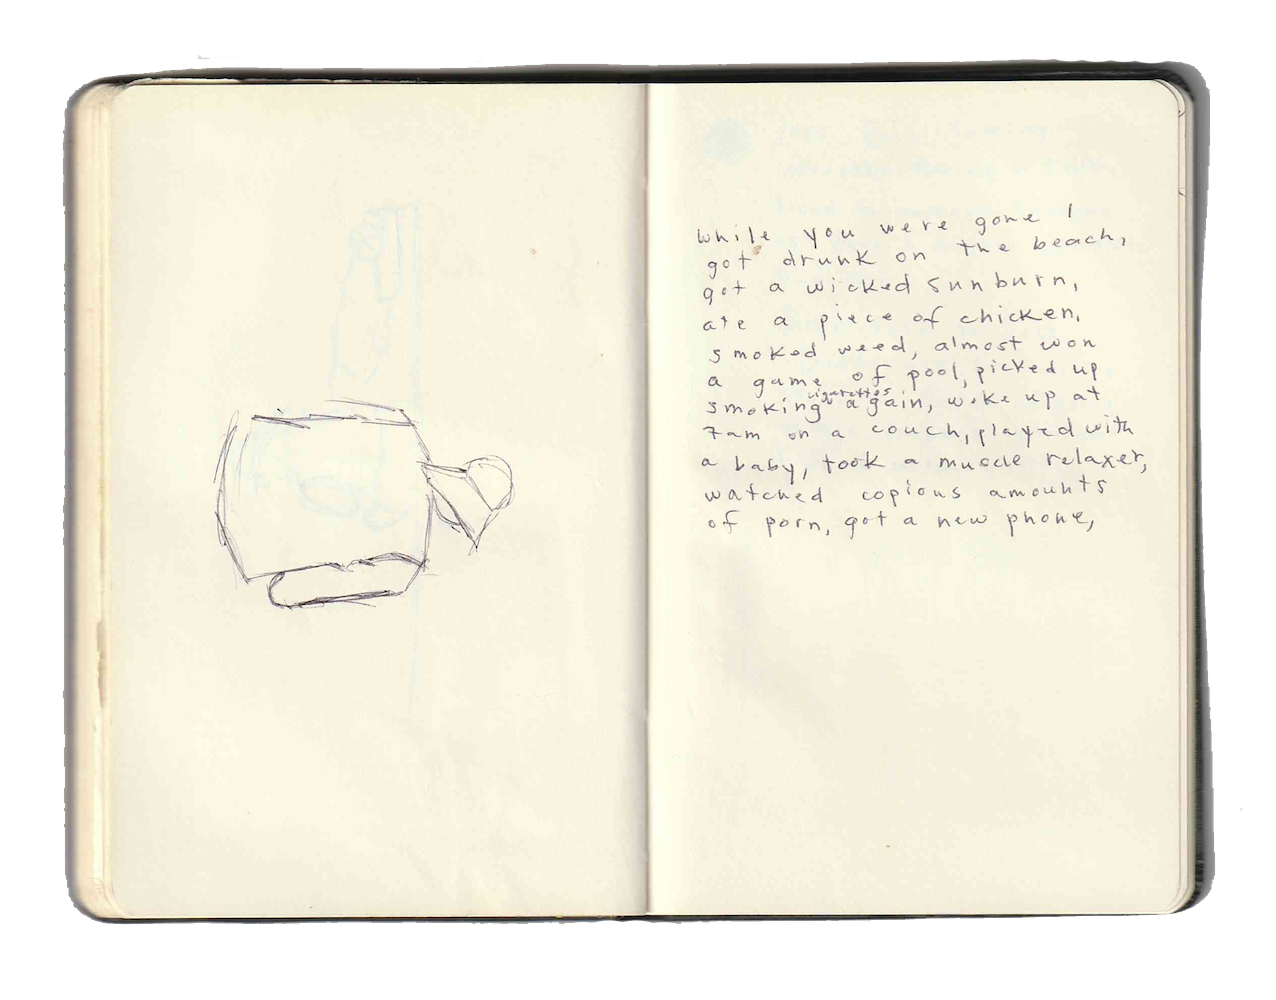 While you were gone I
got drunk on the beach,
got a wicked sunburn,
ate a piece of chicken,
smoked weed, almost won
a game of pool, picked up
smoking cigarettes again, woke up at
7am on a couch, played with
a baby, took a muscle relaxer,
watched copious amounts
of porn, got a new phone,